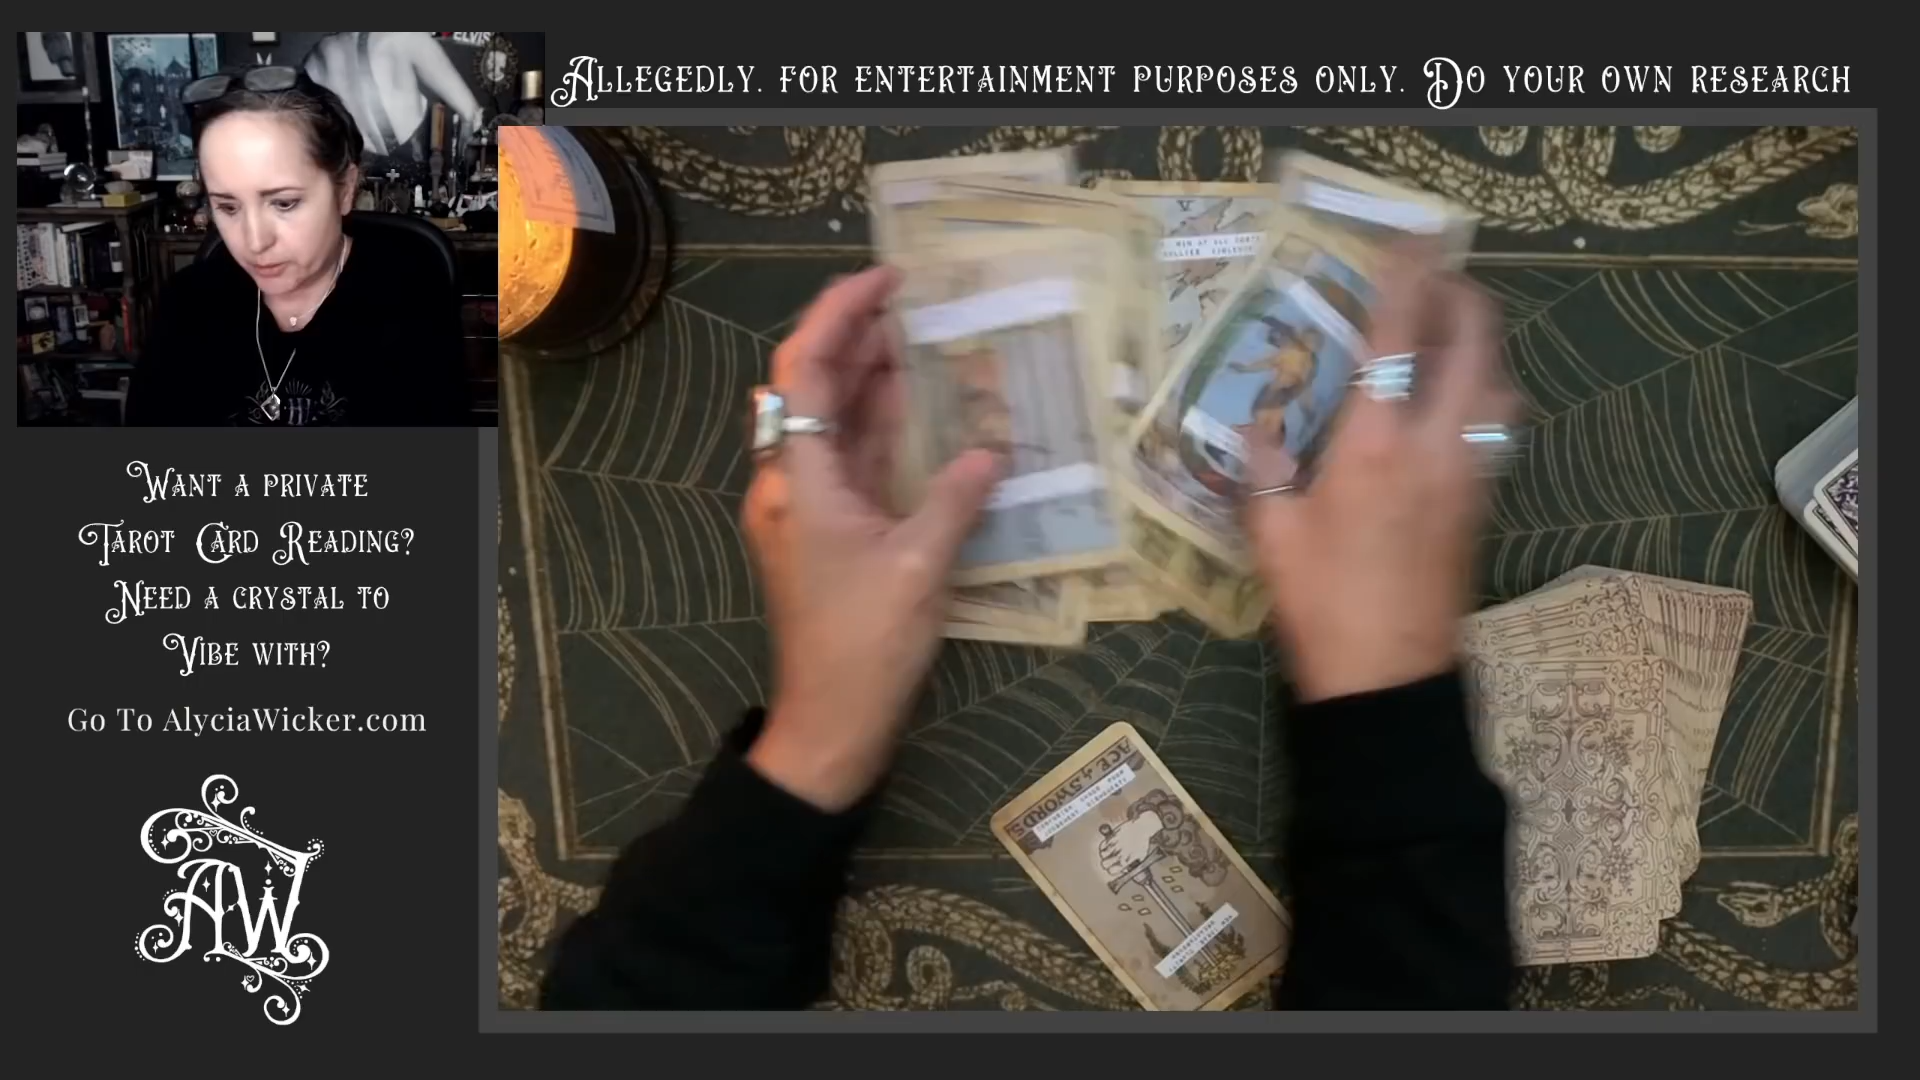 ELVIS
Allegedly. for entertainment purposes only. Do your own research
Want a private
Tarot Card Reading?
Need a crystal to
Vibe with?
Go To AlyciaWicker.com
AW
V
ACE of SWORDS